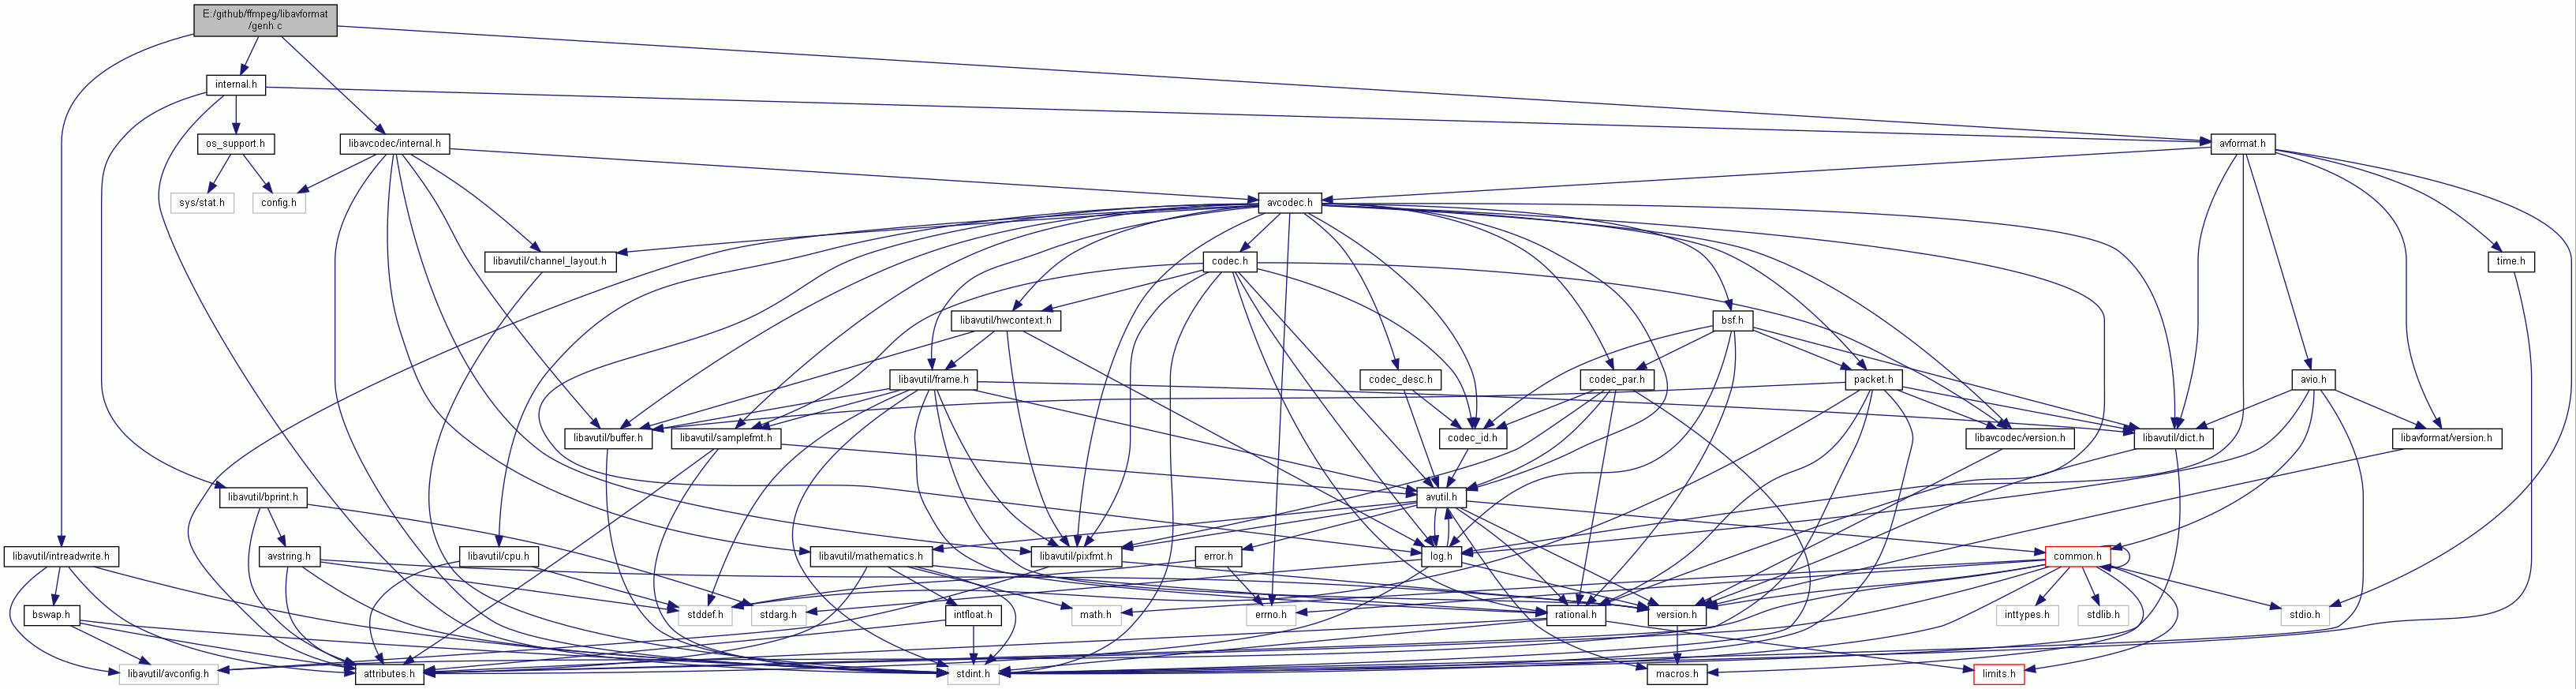 E:/github/ffmpeg/libavformat
/genh.c
internal.h
os_support.h
libavcodec/internal.h
avformat.h
sys/stat.h
config.h
avcodec.h
libavutil/channel_layout.h
codec.h
time.h
libavutil/hwcontext.h
bsf.h
libavutil/frame.h
codec_desc.h
codec_par.h
packet.h
avio.h
libavutil/buffer.h
libavutil/samplefmt.h
codec_id.h
libavcodec/version.h
libavutil/dict.h
libavformat/version.h
libavutil/bprint.h
avutil.h
libavutil/intreadwrite.h
avstring.h
libavutil/cpu.h
libavutil/mathematics.h
libavutil/pixfmt.h
error.h
log.h
common.h
bswap.h
stddef.h
stdarg.h
intfloat.h
math.h
errno.h
rational.h
version.h
inttypes.h
stdlib.h
stdio.h
libavutil/avconfig.h
attributes.h
stdint.h
macros.h
limits.h